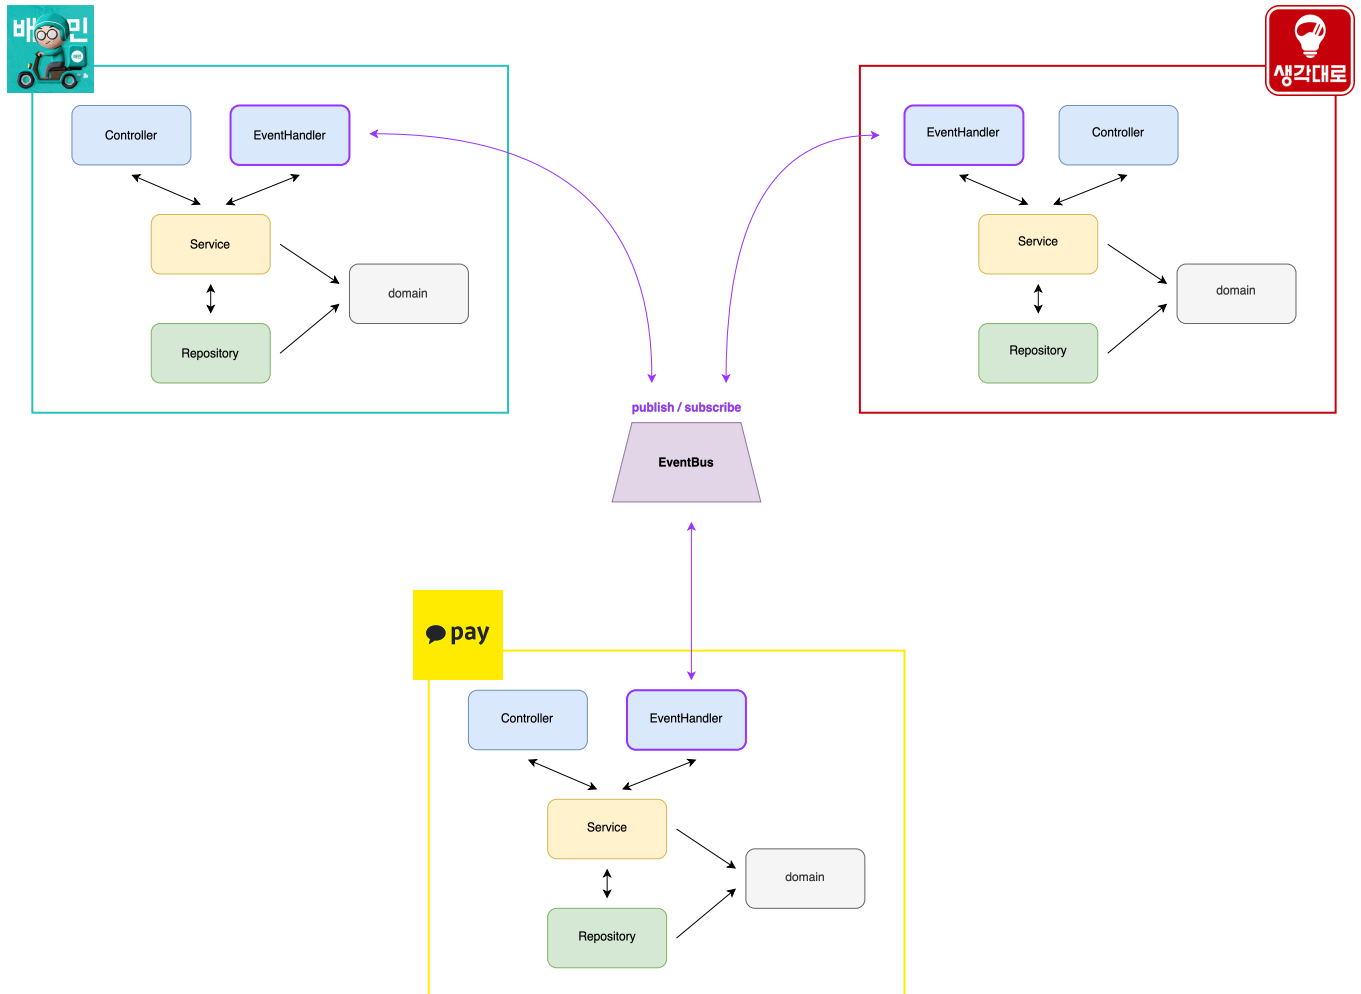 배 민
생각대로
Controller
EventHandler
Service
domain
Repository
EventHandler
Controller
Service
domain
Repository
publish / subscribe
EventBus
pay
Controller
EventHandler
Service
domain
Repository